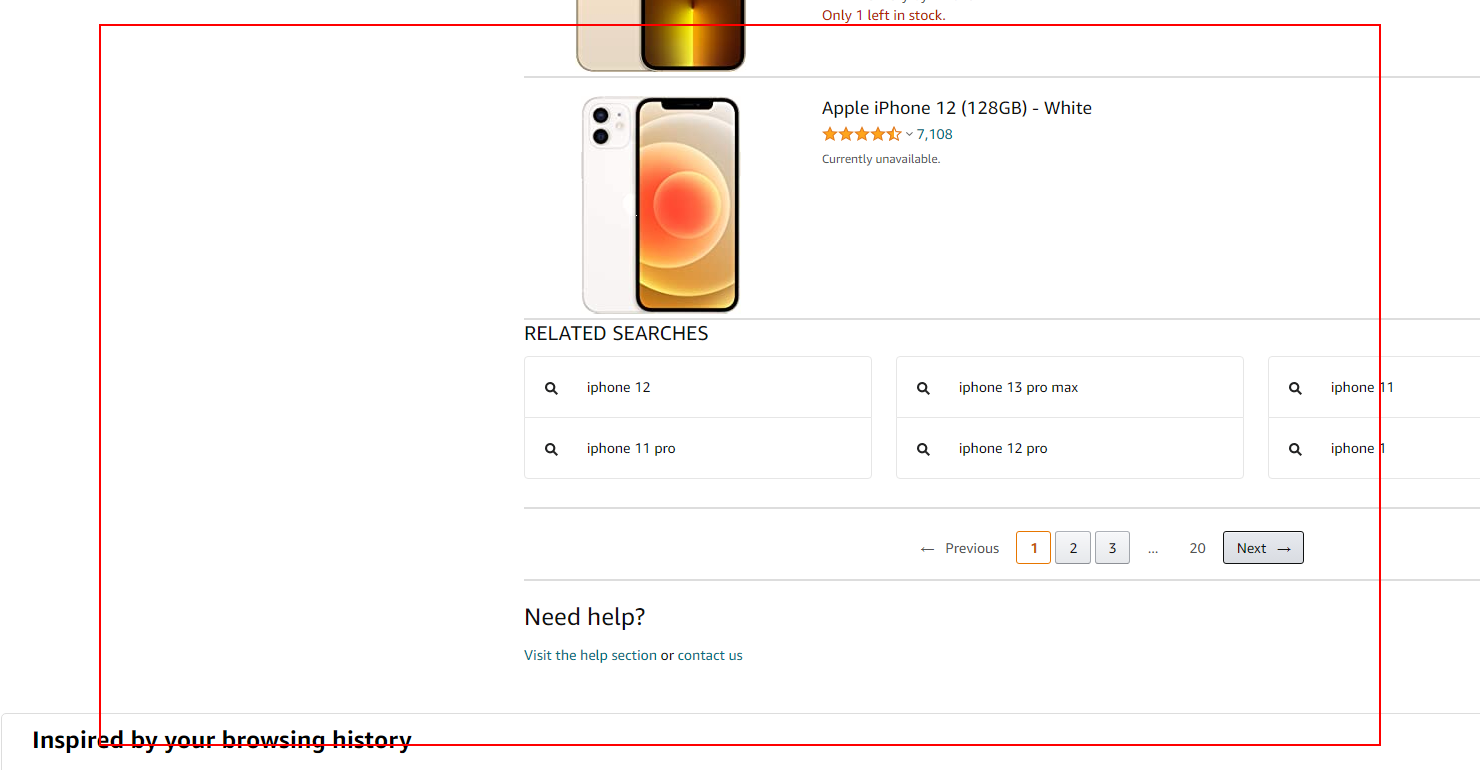 Only 1 left in stock.
Apple iPhone 12 (128GB) - White
7,108
Currently unavailable.
RELATED SEARCHES
iphone 12
iphone 13 pro max
iphone 11
iphone 11 pro
iphone 12 pro
iphone 1
← Previous 1 2 3 ... 20 Next →
Need help?
Visit the help section or contact us
Inspired by your browsing history